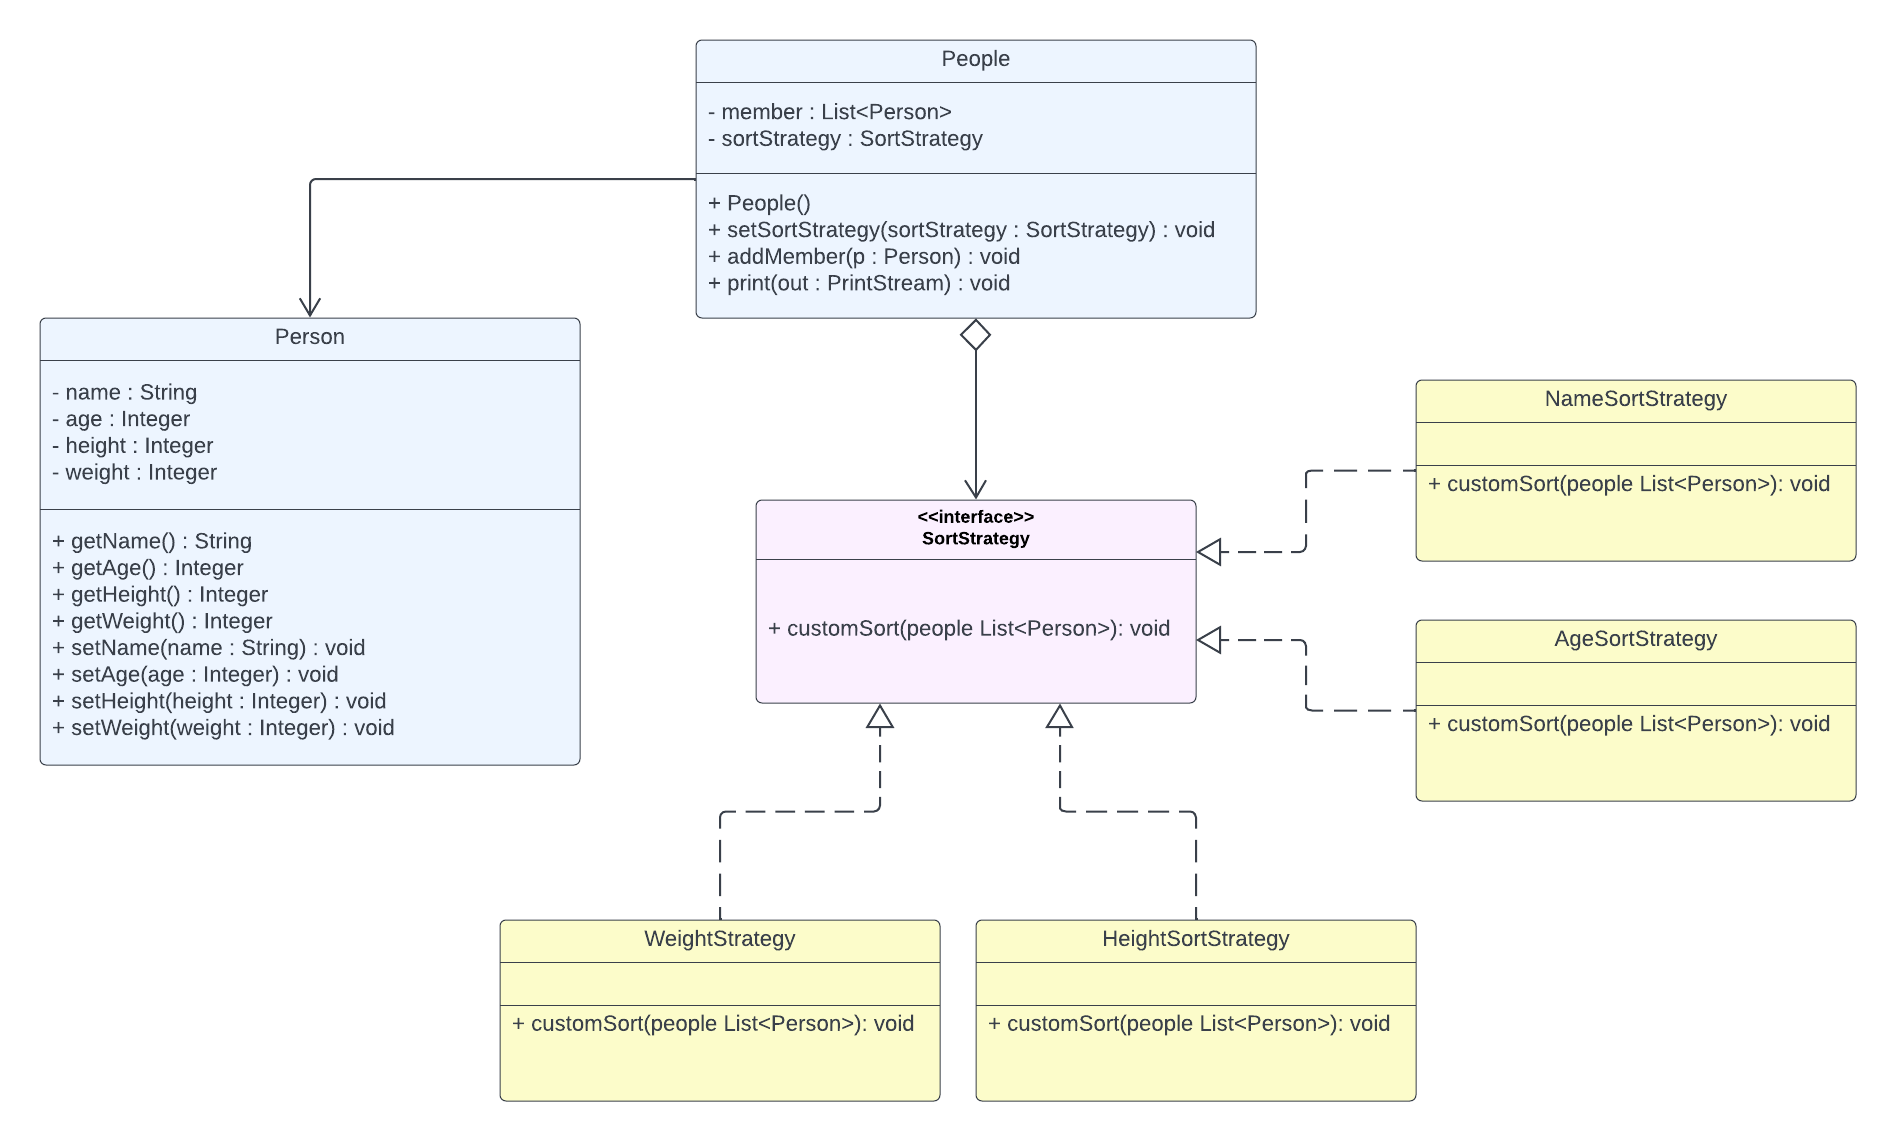 People
- member : List<Person>
- sortStrategy : SortStrategy
+ People()
+ setSortStrategy(sortStrategy : SortStrategy) : void
+ addMember(p : Person) : void
+ print(out : PrintStream) : void
Person
- name : String
- age : Integer
- height : Integer
- weight : Integer
+ getName() : String
+ getAge() : Integer
+ getHeight() : Integer
+ getWeight() : Integer
+ setName(name : String) : void
+ setAge(age : Integer) : void
+ setHeight(height : Integer) : void
+ setWeight(weight : Integer) : void
<<interface>>
SortStrategy
+ customSort(people List<Person>): void
NameSortStrategy
+ customSort(people List<Person>): void
AgeSortStrategy
+ customSort(people List<Person>): void
WeightStrategy
+ customSort(people List<Person>): void
HeightSortStrategy
+ customSort(people List<Person>): void